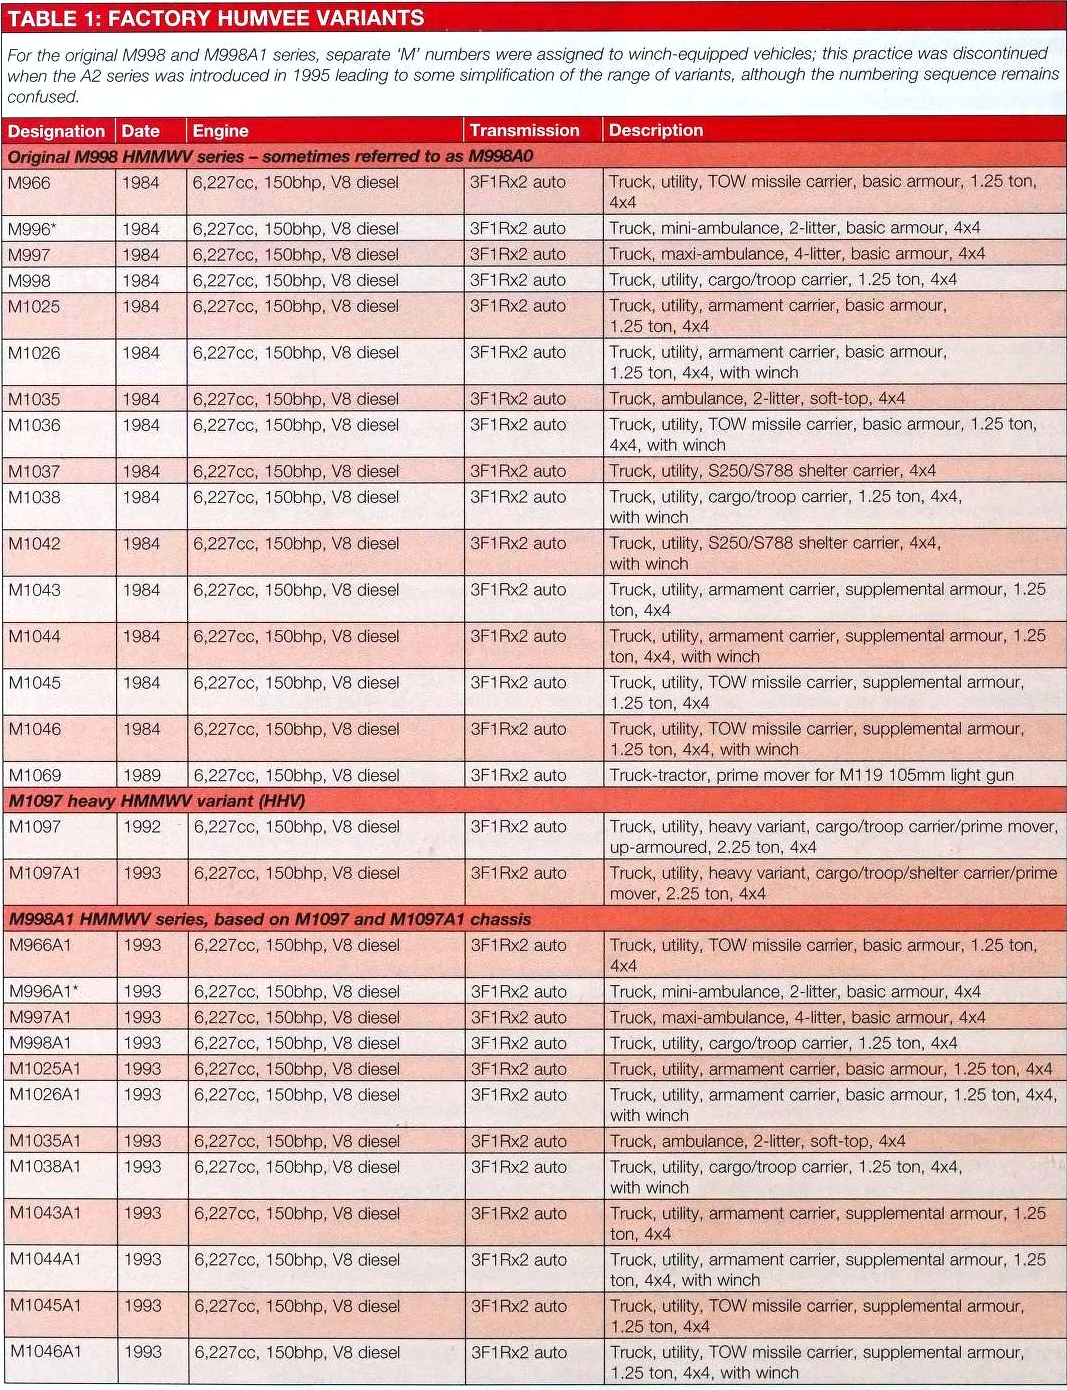 TABLE 1: FACTORY HUMVEE VARIANTS
For the original M998 and M998A1 series, separate ‘M’ numbers were assigned to winch-equipped vehicles; this practice was discontinued
when the A2 series was introduced in 1995 leading to some simplification of the range of variants, although the numbering sequence remains
confused.
Designation Date Engine Transmission Description
Original M998 HMMWV series – sometimes referred to as M998A0
M966 1984 6,227cc, 150bhp, V8 diesel 3F1Rx2 auto Truck, utility, TOW missile carrier, basic armour, 1.25 ton,
4x4
M996* 1984 6,227cc, 150bhp, V8 diesel 3F1Rx2 auto Truck, mini-ambulance, 2-litter, basic armour, 4x4
M997 1984 6,227cc, 150bhp, V8 diesel 3F1Rx2 auto Truck, maxi-ambulance, 4-litter, basic armour, 4x4
M998 1984 6,227cc, 150bhp, V8 diesel 3F1Rx2 auto Truck, utility, cargo/troop carrier, 1.25 ton, 4x4
M1025 1984 6,227cc, 150bhp, V8 diesel 3F1Rx2 auto Truck, utility, armament carrier, basic armour,
1.25 ton, 4x4
M1026 1984 6,227cc, 150bhp, V8 diesel 3F1Rx2 auto Truck, utility, armament carrier, basic armour,
1.25 ton, 4x4, with winch
M1035 1984 6,227cc, 150bhp, V8 diesel 3F1Rx2 auto Truck, ambulance, 2-litter, soft-top, 4x4
M1036 1984 6,227cc, 150bhp, V8 diesel 3F1Rx2 auto Truck, utility, TOW missile carrier, basic armour, 1.25 ton,
4x4, with winch
M1037 1984 6,227cc, 150bhp, V8 diesel 3F1Rx2 auto Truck, utility, S250/S788 shelter carrier, 4x4
M1038 1984 6,227cc, 150bhp, V8 diesel 3F1Rx2 auto Truck, utility, cargo/troop carrier, 1.25 ton, 4x4,
with winch
M1042 1984 6,227cc, 150bhp, V8 diesel 3F1Rx2 auto Truck, utility, S250/S788 shelter carrier, 4x4,
with winch
M1043 1984 6,227cc, 150bhp, V8 diesel 3F1Rx2 auto Truck, utility, armament carrier, supplemental armour, 1.25
ton, 4x4
M1044 1984 6,227cc, 150bhp, V8 diesel 3F1Rx2 auto Truck, utility, armament carrier, supplemental armour, 1.25
ton, 4x4, with winch
M1045 1984 6,227cc, 150bhp, V8 diesel 3F1Rx2 auto Truck, utility, TOW missile carrier, supplemental armour,
1.25 ton, 4x4
M1046 1984 6,227cc, 150bhp, V8 diesel 3F1Rx2 auto Truck, utility, TOW missile carrier, supplemental armour,
1.25 ton, 4x4, with winch
M1069 1989 6,227cc, 150bhp, V8 diesel 3F1Rx2 auto Truck-tractor, prime mover for M119 105mm light gun
M1097 heavy HMMWV variant (HHV)
M1097 1992 6,227cc, 150bhp, V8 diesel 3F1Rx2 auto Truck, utility, heavy variant, cargo/troop carrier/prime mover,
up-armoured, 2.25 ton, 4x4
M1097A1 1993 6,227cc, 150bhp, V8 diesel 3F1Rx2 auto Truck, utility, heavy variant, cargo/troop/shelter carrier/prime
mover, 2.25 ton, 4x4
M998A1 HMMWV series, based on M1097 and M1097A1 chassis
M966A1 1993 6,227cc, 150bhp, V8 diesel 3F1Rx2 auto Truck, utility, TOW missile carrier, basic armour, 1.25 ton,
4x4
M996A1* 1993 6,227cc, 150bhp, V8 diesel 3F1Rx2 auto Truck, mini-ambulance, 2-litter, basic armour, 4x4
M997A1 1993 6,227cc, 150bhp, V8 diesel 3F1Rx2 auto Truck, maxi-ambulance, 4-litter, basic armour, 4x4
M998A1 1993 6,227cc, 150bhp, V8 diesel 3F1Rx2 auto Truck, utility, cargo/troop carrier, 1.25 ton, 4x4
M1025A1 1993 6,227cc, 150bhp, V8 diesel 3F1Rx2 auto Truck, utility, armament carrier, basic armour, 1.25 ton, 4x4
M1026A1 1993 6,227cc, 150bhp, V8 diesel 3F1Rx2 auto Truck, utility, armament carrier, basic armour, 1.25 ton, 4x4,
with winch
M1035A1 1993 6,227cc, 150bhp, V8 diesel 3F1Rx2 auto Truck, ambulance, 2-litter, soft-top, 4x4
M1038A1 1993 6,227cc, 150bhp, V8 diesel 3F1Rx2 auto Truck, utility, cargo/troop carrier, 1.25 ton, 4x4,
with winch
M1043A1 1993 6,227cc, 150bhp, V8 diesel 3F1Rx2 auto Truck, utility, armament carrier, supplemental armour, 1.25
ton, 4x4
M1044A1 1993 6,227cc, 150bhp, V8 diesel 3F1Rx2 auto Truck, utility, armament carrier, supplemental armour, 1.25
ton, 4x4, with winch
M1045A1 1993 6,227cc, 150bhp, V8 diesel 3F1Rx2 auto Truck, utility, TOW missile carrier, supplemental armour,
1.25 ton, 4x4
M1046A1 1993 6,227cc, 150bhp, V8 diesel 3F1Rx2 auto Truck, utility, TOW missile carrier, supplemental armour,
1.25 ton, 4x4, with winch